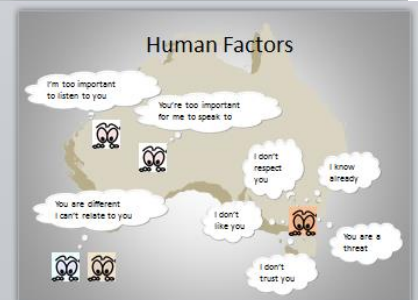 Human Factors
I'm too important
to listen to you
You're too important
for me to speak to
I don't
respect
you
I know
already
You are different
I can't relate to you
I don't
like you
You are a
threat
I don't
trust you